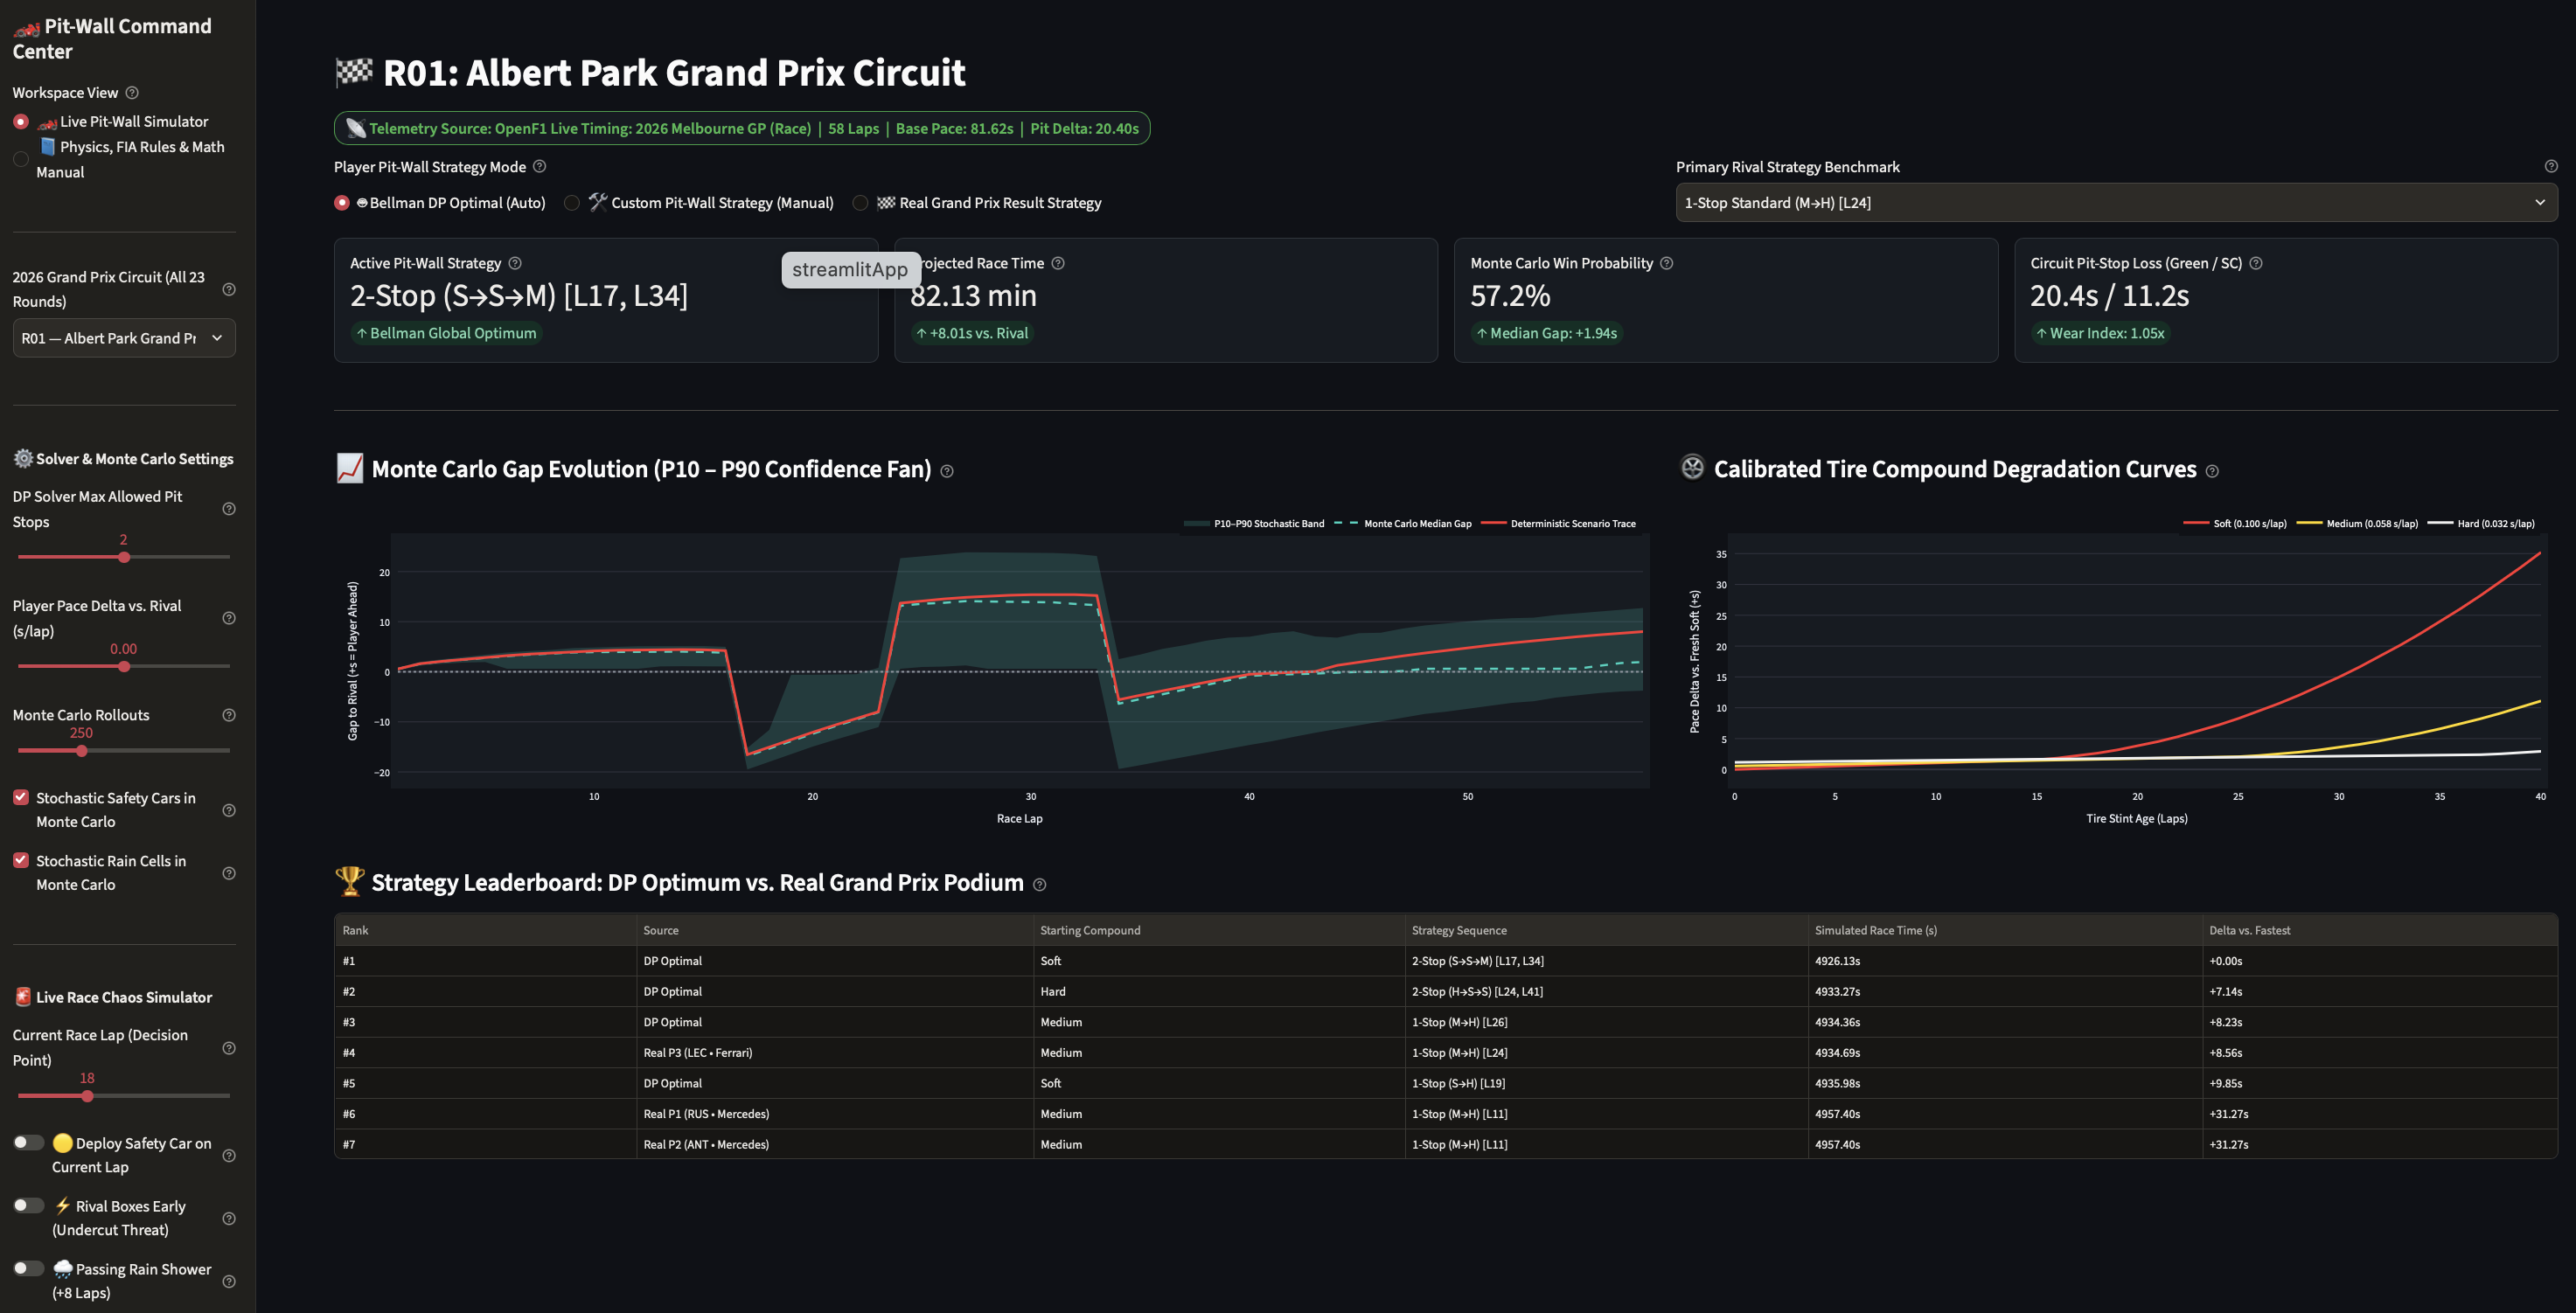 Pit-Wall Command
Center
Workspace View
Live Pit-Wall Simulator
Physics, FIA Rules & Math
Manual
2026 Grand Prix Circuit (All 23
Rounds)
R01 — Albert Park Grand Pr
Solver & Monte Carlo Settings
DP Solver Max Allowed Pit
Stops
2
Player Pace Delta vs. Rival
(s/lap)
0.00
Monte Carlo Rollouts
250
Stochastic Safety Cars in
Monte Carlo
Stochastic Rain Cells in
Monte Carlo
Live Race Chaos Simulator
Current Race Lap (Decision
Point)
18
Deploy Safety Car on
Current Lap
Rival Boxes Early
(Undercut Threat)
Passing Rain Shower
(+8 Laps)
R01: Albert Park Grand Prix Circuit
Telemetry Source: OpenF1 Live Timing: 2026 Melbourne GP (Race) | 58 Laps | Base Pace: 81.62s | Pit Delta: 20.40s
Player Pit-Wall Strategy Mode
Bellman DP Optimal (Auto) Custom Pit-Wall Strategy (Manual) Real Grand Prix Result Strategy
Primary Rival Strategy Benchmark
1-Stop Standard (M→H) [L24]
Active Pit-Wall Strategy
2-Stop (S→S→M) [L17, L34]
↑ Bellman Global Optimum
streamlitApp
rojected Race Time
82.13 min
↑ +8.01s vs. Rival
Monte Carlo Win Probability
57.2%
↑ Median Gap: +1.94s
Circuit Pit-Stop Loss (Green / SC)
20.4s / 11.2s
↑ Wear Index: 1.05x
Monte Carlo Gap Evolution (P10 – P90 Confidence Fan)
P10–P90 Stochastic Band Monte Carlo Median Gap Deterministic Scenario Trace
Gap to Rival (+s = Player Ahead)
20
10
0
−10
−20
10 20 30 40 50
Race Lap
Calibrated Tire Compound Degradation Curves
Soft (0.100 s/lap) Medium (0.058 s/lap) Hard (0.032 s/lap)
Pace Delta vs. Fresh Soft (+s)
35
30
25
20
15
10
5
0
0 5 10 15 20 25 30 35 40
Tire Stint Age (Laps)
Strategy Leaderboard: DP Optimum vs. Real Grand Prix Podium
Rank Source Starting Compound Strategy Sequence Simulated Race Time (s) Delta vs. Fastest
#1 DP Optimal Soft 2-Stop (S→S→M) [L17, L34] 4926.13s +0.00s
#2 DP Optimal Hard 2-Stop (H→S→S) [L24, L41] 4933.27s +7.14s
#3 DP Optimal Medium 1-Stop (M→H) [L26] 4934.36s +8.23s
#4 Real P3 (LEC • Ferrari) Medium 1-Stop (M→H) [L24] 4934.69s +8.56s
#5 DP Optimal Soft 1-Stop (S→H) [L19] 4935.98s +9.85s
#6 Real P1 (RUS • Mercedes) Medium 1-Stop (M→H) [L11] 4957.40s +31.27s
#7 Real P2 (ANT • Mercedes) Medium 1-Stop (M→H) [L11] 4957.40s +31.27s